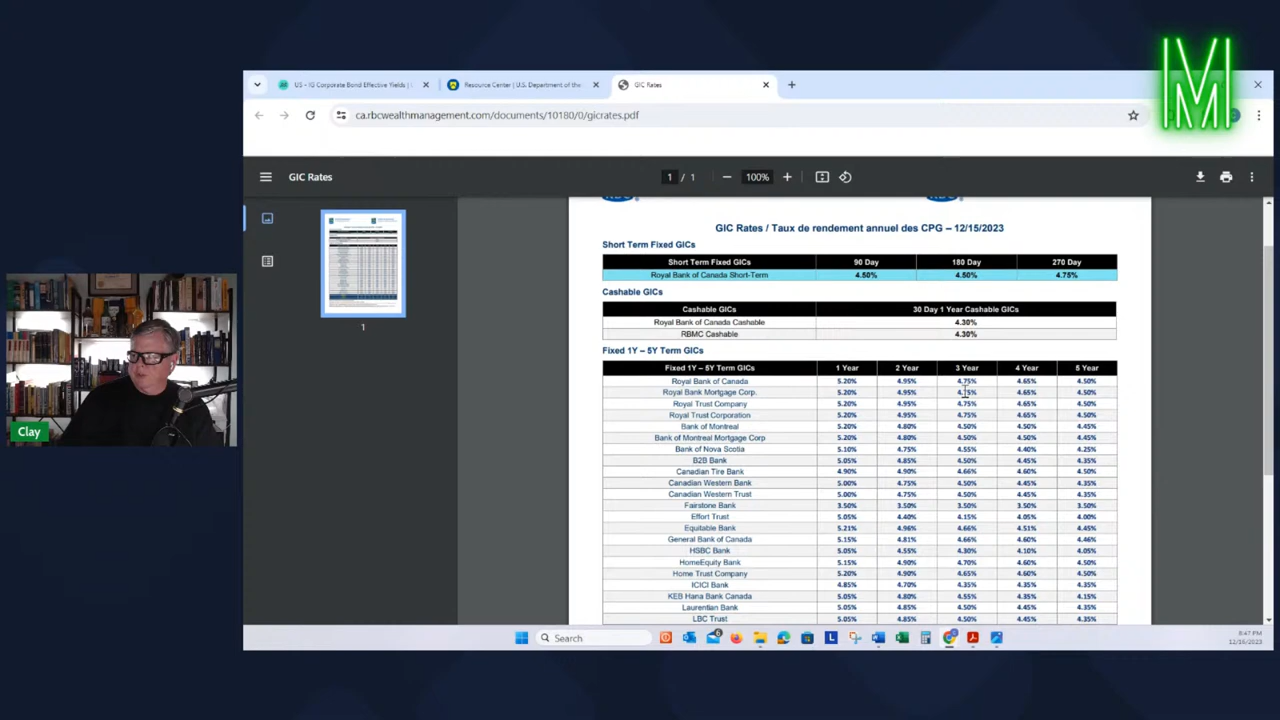 M
US - IG Corporate Bond Effective Yields |
Resource Center | U.S. Department of the
GIC Rates
ca.rbcwealthmanagement.com/documents/10180/0/gicrates.pdf
GIC Rates
1 / 1
100%
RBC
RBC
GIC Rates / Taux de rendement annuel des CPG – 12/15/2023
Short Term Fixed GICs
Short Term Fixed GICs 90 Day 180 Day 270 Day
Royal Bank of Canada Short-Term 4.50% 4.50% 4.75%
Cashable GICs
Cashable GICs 30 Day 1 Year Cashable GICs
Royal Bank of Canada Cashable 4.30%
RBMC Cashable 4.30%
Fixed 1Y – 5Y Term GICs
Fixed 1Y – 5Y Term GICs 1 Year 2 Year 3 Year 4 Year 5 Year
Royal Bank of Canada 5.20% 4.95% 4.75% 4.65% 4.50%
Royal Bank Mortgage Corp. 5.20% 4.95% 4.75% 4.65% 4.50%
Royal Trust Company 5.20% 4.95% 4.75% 4.65% 4.50%
Royal Trust Corporation 5.20% 4.95% 4.75% 4.65% 4.50%
Bank of Montreal 5.20% 4.80% 4.50% 4.50% 4.45%
Bank of Montreal Mortgage Corp 5.20% 4.80% 4.50% 4.50% 4.45%
Bank of Nova Scotia 5.10% 4.75% 4.55% 4.40% 4.25%
B2B Bank 5.05% 4.85% 4.50% 4.45% 4.35%
Canadian Tire Bank 4.90% 4.90% 4.66% 4.60% 4.50%
Canadian Western Bank 5.00% 4.75% 4.50% 4.45% 4.35%
Canadian Western Trust 5.00% 4.75% 4.50% 4.45% 4.35%
Fairstone Bank 3.50% 3.50% 3.50% 3.50% 3.50%
Effort Trust 5.05% 4.40% 4.15% 4.05% 4.00%
Equitable Bank 5.21% 4.96% 4.66% 4.51% 4.45%
General Bank of Canada 5.15% 4.81% 4.66% 4.60% 4.46%
HSBC Bank 5.05% 4.55% 4.30% 4.10% 4.05%
HomeEquity Bank 5.15% 4.90% 4.70% 4.60% 4.50%
Home Trust Company 5.20% 4.90% 4.65% 4.60% 4.50%
ICICI Bank 4.85% 4.70% 4.35% 4.35% 4.35%
KEB Hana Bank Canada 5.05% 4.80% 4.55% 4.35% 4.15%
Laurentian Bank 5.05% 4.85% 4.50% 4.45% 4.35%
LBC Trust 5.05% 4.85% 4.50% 4.45% 4.35%
1
Clay
Search
8:47 PM
12/16/2023